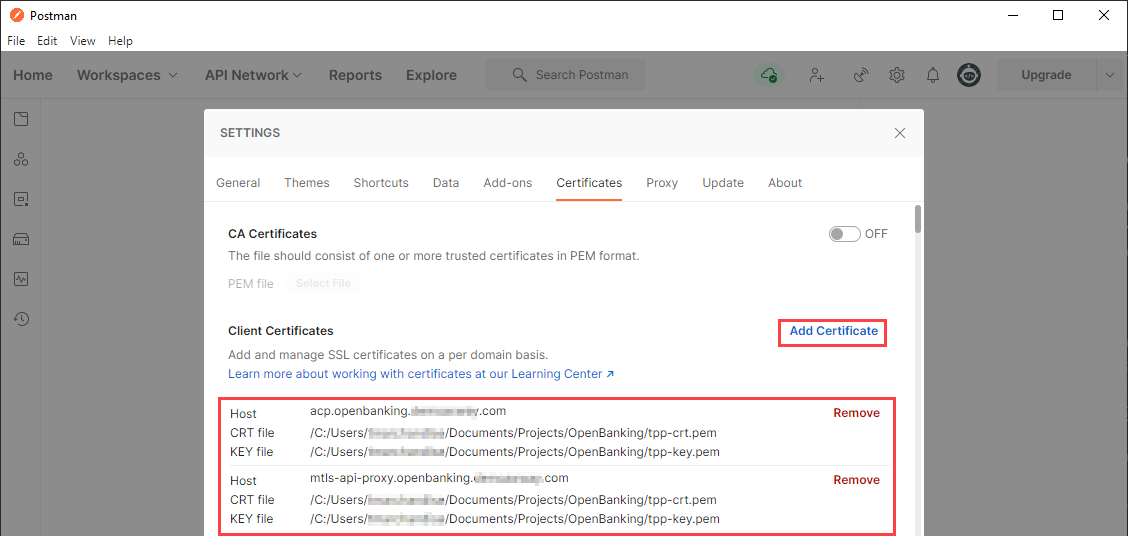 Postman
File Edit View Help
Home Workspaces API Network Reports Explore Search Postman Upgrade
SETTINGS
General Themes Shortcuts Data Add-ons Certificates Proxy Update About
CA Certificates OFF
The file should consist of one or more trusted certificates in PEM format.
PEM file Select File
Client Certificates Add Certificate
Add and manage SSL certificates on a per domain basis.
Learn more about working with certificates at our Learning Center ↗
Host acp.openbanking. .com Remove
CRT file /C:/Users/ /Documents/Projects/OpenBanking/tpp-crt.pem
KEY file /C:/Users/ /Documents/Projects/OpenBanking/tpp-key.pem
Host mtls-api-proxy.openbanking. .com Remove
CRT file /C:/Users/ /Documents/Projects/OpenBanking/tpp-crt.pem
KEY file /C:/Users/ /Documents/Projects/OpenBanking/tpp-key.pem